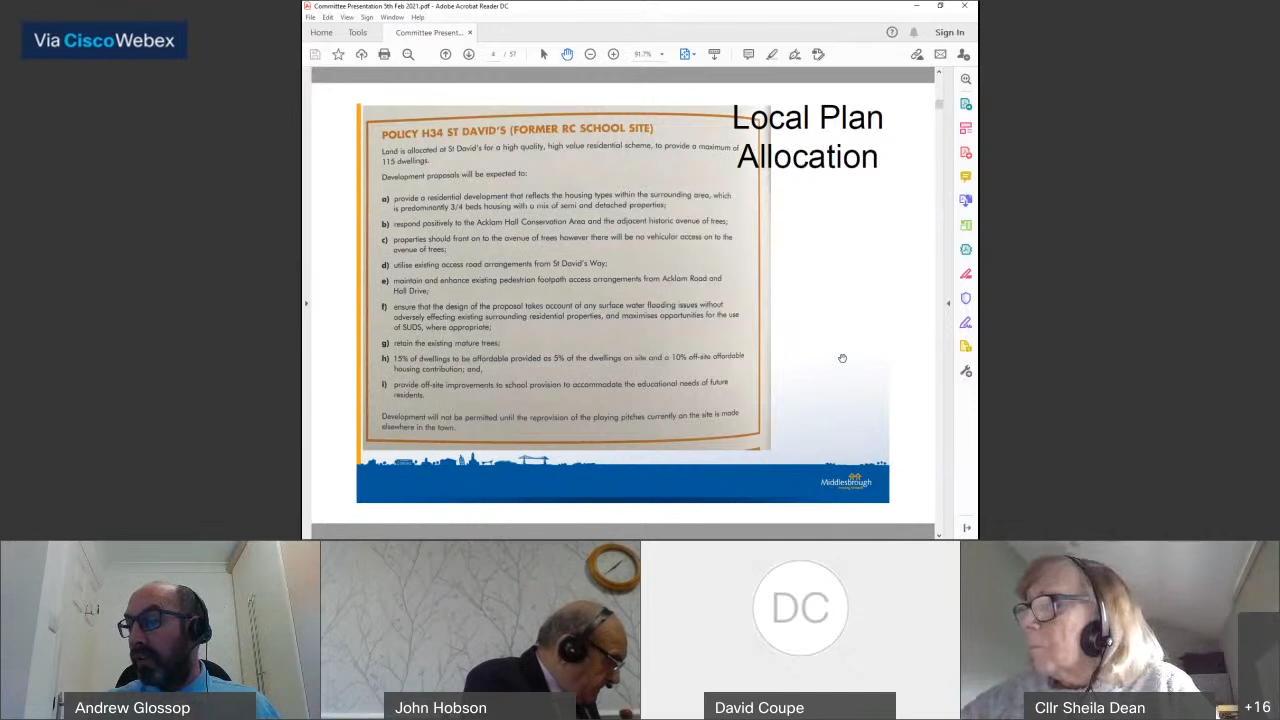 Via Cisco Webex
Committee Presentation 5th Feb 2021.pdf - Adobe Acrobat Reader DC
File Edit View Sign Window Help
Home Tools Committee Present... ×
Sign In
4 / 57 91.7%
Local Plan
Allocation
POLICY H34 ST DAVID'S (FORMER RC SCHOOL SITE)
Land is allocated at St David's for a high quality, high value residential scheme, to provide a maximum of
115 dwellings.
Development proposals will be expected to:
a) provide a residential development that reflects the housing types within the surrounding area, which
is predominantly 3/4 beds housing with a mix of semi and detached properties;
b) respond positively to the Acklam Hall Conservation Area and the adjacent historic avenue of trees;
c) properties should front on to the avenue of trees however there will be no vehicular access on to the
avenue of trees;
d) utilise existing access road arrangements from St David's Way;
e) maintain and enhance existing pedestrian footpath access arrangements from Acklam Road and
Hall Drive;
f) ensure that the design of the proposal takes account of any surface water flooding issues without
adversely effecting existing surrounding residential properties, and maximises opportunities for the use
of SUDS, where appropriate;
g) retain the existing mature trees;
h) 15% of dwellings to be affordable provided as 5% of the dwellings on site and a 10% off-site affordable
housing contribution; and,
i) provide off-site improvements to school provision to accommodate the educational needs of future
residents.
Development will not be permitted until the reprovision of the playing pitches currently on the site is made
elsewhere in the town.
Middlesbrough
DC
Andrew Glossop
John Hobson
David Coupe
Cllr Sheila Dean
+16